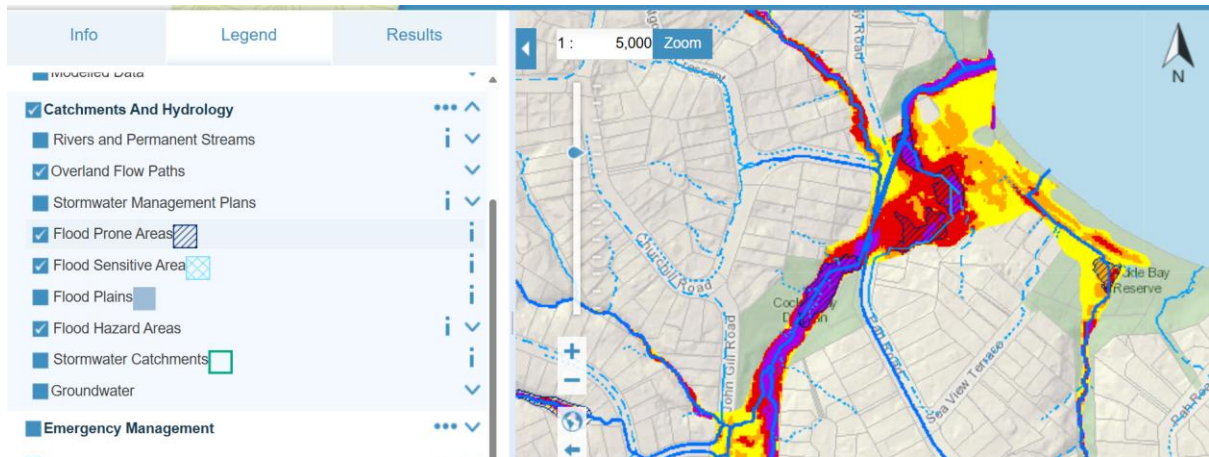 Info
Legend
Results
Modelled Data
Catchments And Hydrology
Rivers and Permanent Streams
Overland Flow Paths
Stormwater Management Plans
Flood Prone Areas
Flood Sensitive Area
Flood Plains
Flood Hazard Areas
Stormwater Catchments
Groundwater
Emergency Management
1 : 5,000 Zoom
N
Churchill Road
John Gill Road
Sea View Terrace
Bay
Reserve
Road